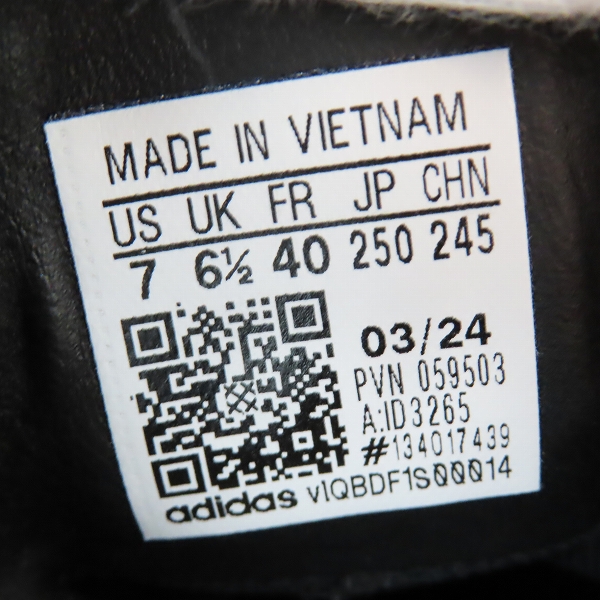 MADE IN VIETNAM
US UK FR JP CHN
7 6½ 40 250 245
03/24
PVN 059503
A:ID3265
#134017439
adidas vIQBDF1S00014